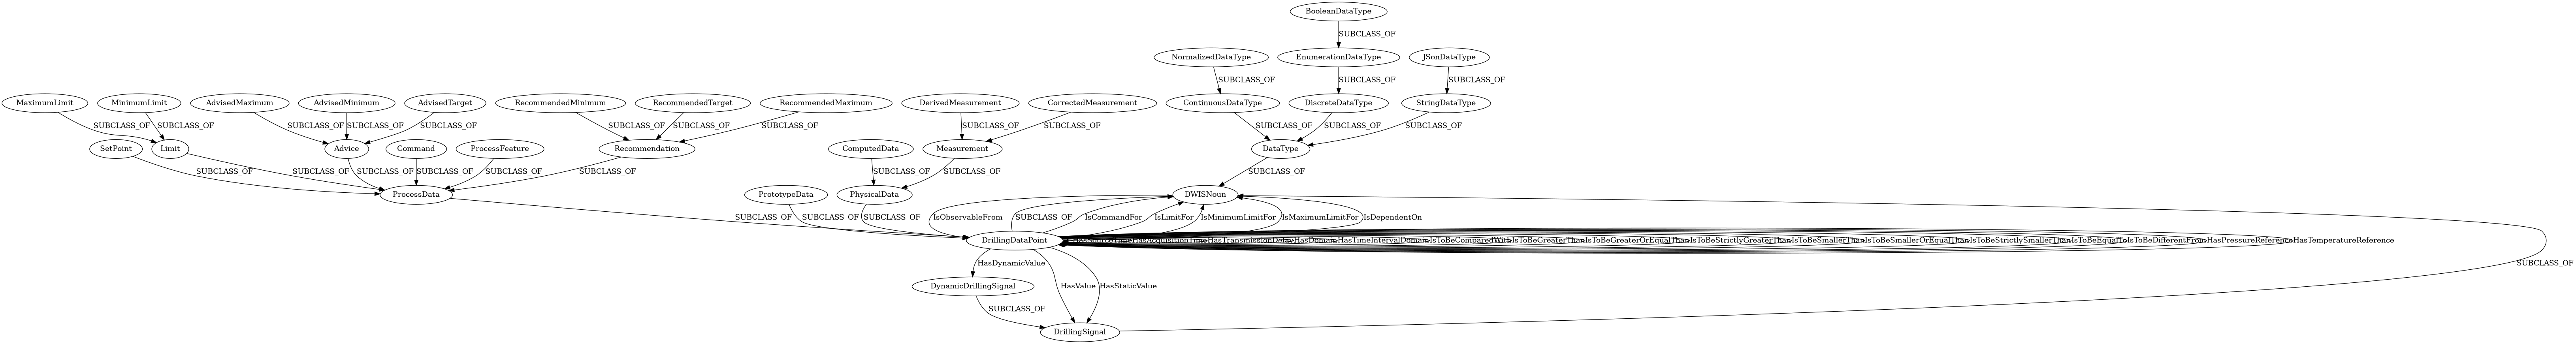 BooleanDataType
SUBCLASS_OF
NormalizedDataType
EnumerationDataType
JSonDataType
SUBCLASS_OF
SUBCLASS_OF
SUBCLASS_OF
MaximumLimit
MinimumLimit
AdvisedMaximum
AdvisedMinimum
AdvisedTarget
RecommendedMinimum
RecommendedTarget
RecommendedMaximum
DerivedMeasurement
CorrectedMeasurement
ContinuousDataType
DiscreteDataType
StringDataType
SUBCLASS_OF
SUBCLASS_OF
SUBCLASS_OF
SUBCLASS_OF
SUBCLASS_OF
SUBCLASS_OF
SUBCLASS_OF
SUBCLASS_OF
SUBCLASS_OF
SUBCLASS_OF
SUBCLASS_OF
SUBCLASS_OF
SUBCLASS_OF
SetPoint
Limit
Advice
Command
ProcessFeature
Recommendation
ComputedData
Measurement
DataType
SUBCLASS_OF
SUBCLASS_OF
SUBCLASS_OF
SUBCLASS_OF
SUBCLASS_OF
SUBCLASS_OF
SUBCLASS_OF
SUBCLASS_OF
SUBCLASS_OF
ProcessData
PrototypeData
PhysicalData
DWISNoun
SUBCLASS_OF
SUBCLASS_OF
SUBCLASS_OF
IsObservableFrom
SUBCLASS_OF
IsCommandFor
IsLimitFor
IsMinimumLimitFor
IsMaximumLimitFor
IsDependentOn
DrillingDataPoint
HasTransmissionDelay
HasDomain
HasTimeIntervalDomain
IsToBeComparedWith
IsToBeGreaterThan
IsToBeGreaterOrEqualThan
IsToBeStrictlyGreaterThan
IsToBeSmallerThan
IsToBeSmallerOrEqualThan
IsToBeStrictlySmallerThan
IsToBeEqualTo
IsToBeDifferentFrom
HasPressureReference
HasTemperatureReference
HasDynamicValue
SUBCLASS_OF
DynamicDrillingSignal
HasValue
HasStaticValue
SUBCLASS_OF
DrillingSignal